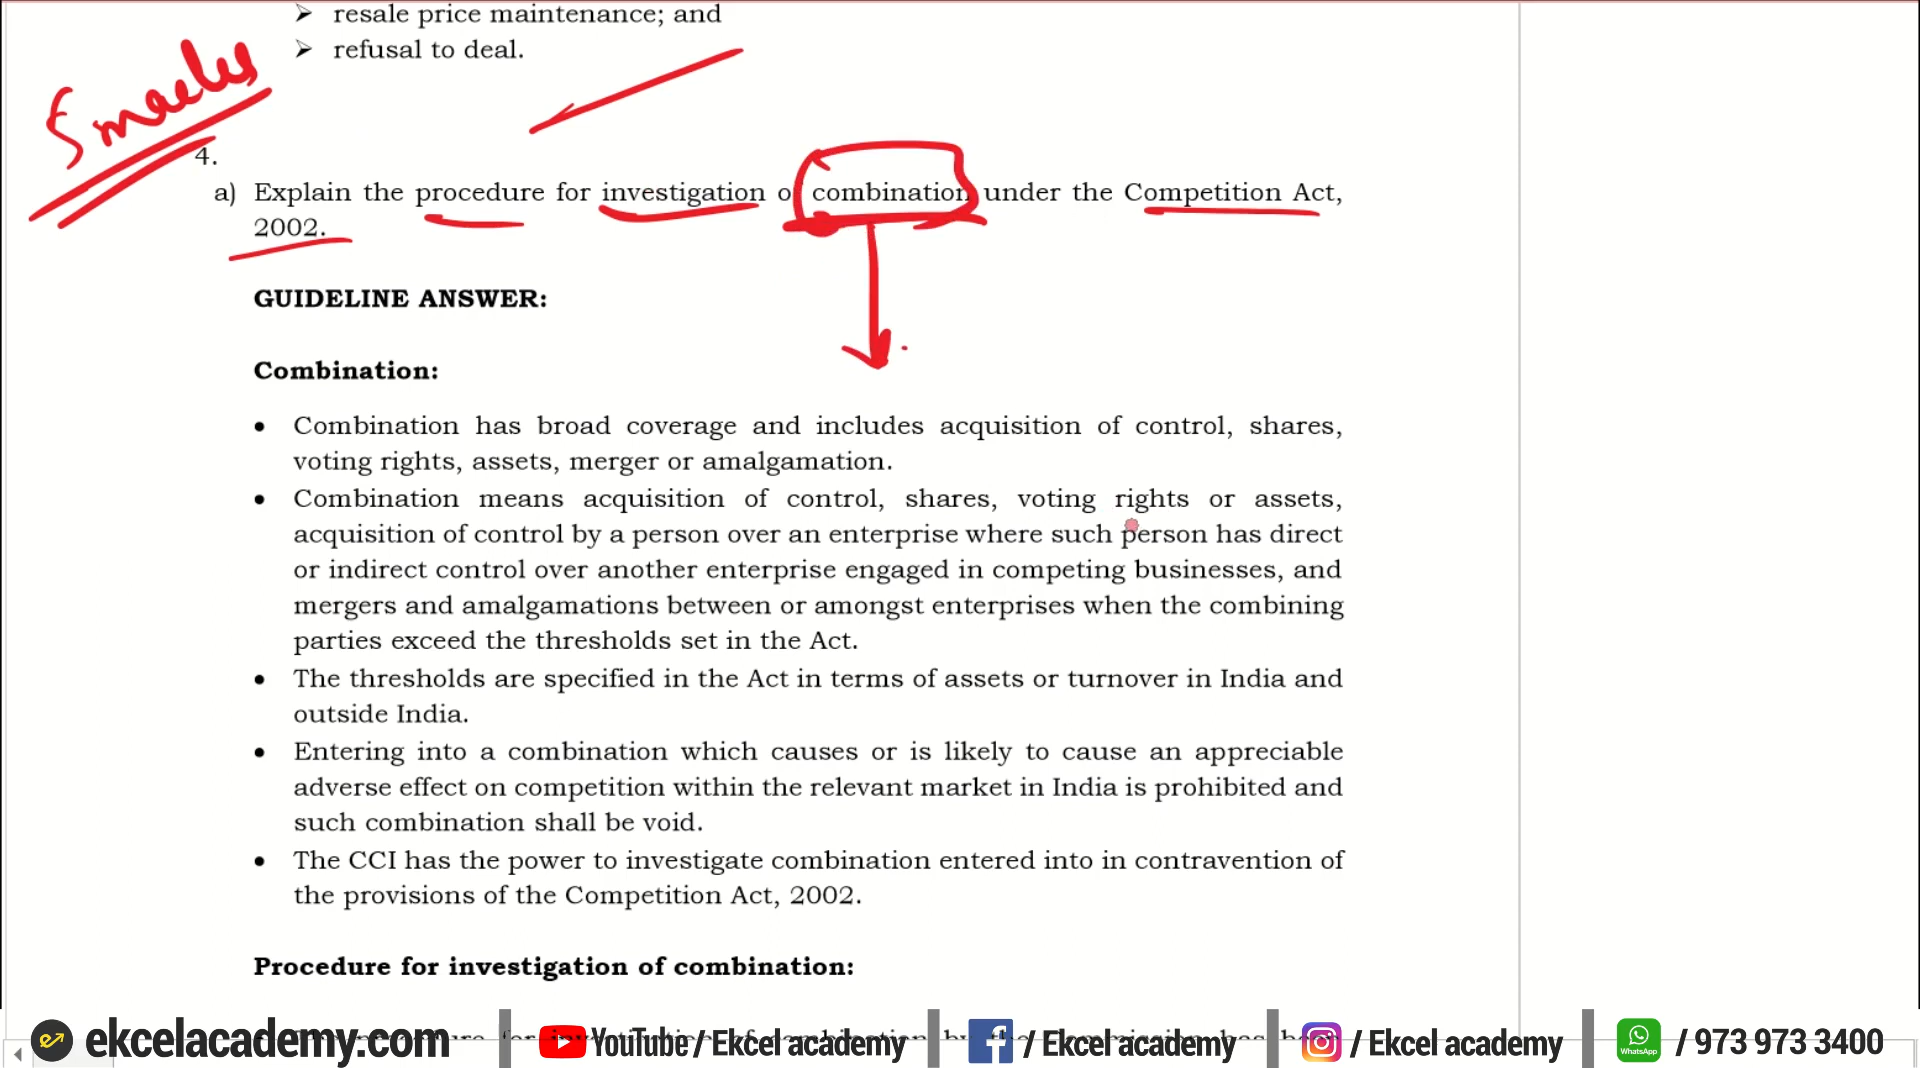 ➢ resale price maintenance; and
➢ refusal to deal.
5 marks
4.
a) Explain the procedure for investigation o combination under the Competition Act,
2002.
GUIDELINE ANSWER:
Combination:
• Combination has broad coverage and includes acquisition of control, shares,
voting rights, assets, merger or amalgamation.
• Combination means acquisition of control, shares, voting rights or assets,
acquisition of control by a person over an enterprise where such person has direct
or indirect control over another enterprise engaged in competing businesses, and
mergers and amalgamations between or amongst enterprises when the combining
parties exceed the thresholds set in the Act.
• The thresholds are specified in the Act in terms of assets or turnover in India and
outside India.
• Entering into a combination which causes or is likely to cause an appreciable
adverse effect on competition within the relevant market in India is prohibited and
such combination shall be void.
• The CCI has the power to investigate combination entered into in contravention of
the provisions of the Competition Act, 2002.
Procedure for investigation of combination:
ekcelacademy.com YouTube / Ekcel academy / Ekcel academy / Ekcel academy WhatsApp / 973 973 3400